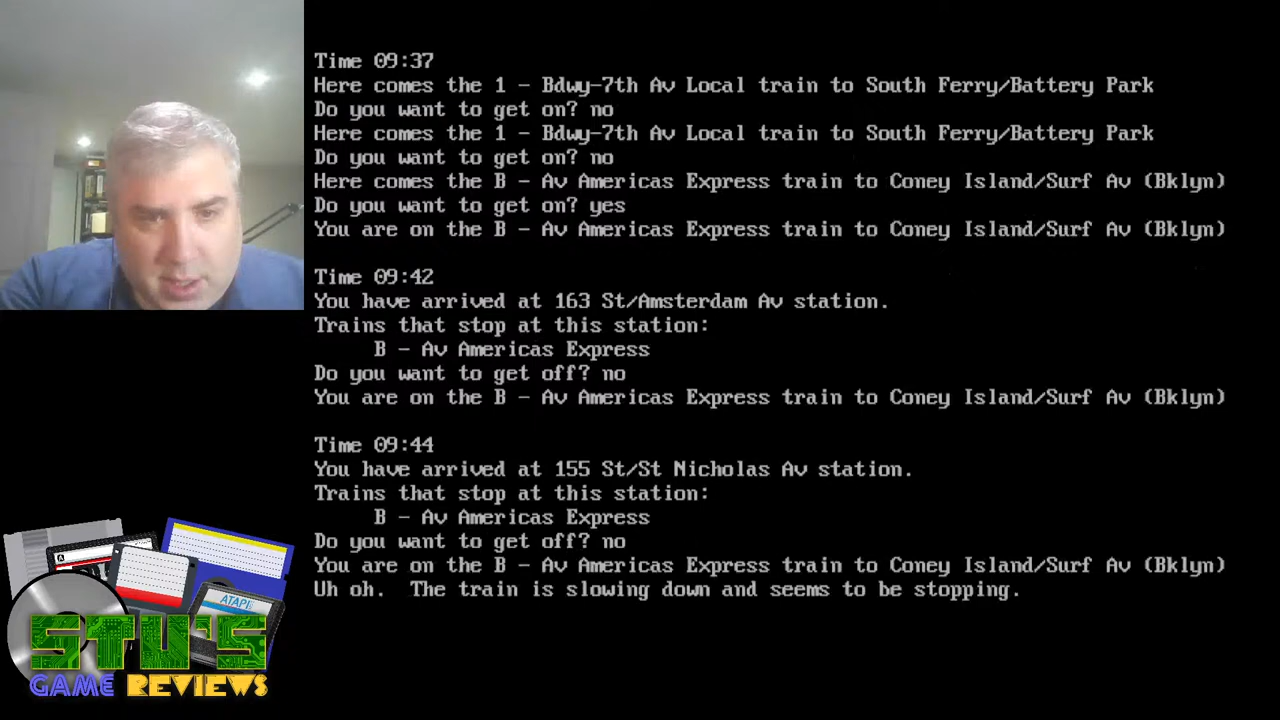 Time 09:37
Here comes the 1 - Bdwy-7th Av Local train to South Ferry/Battery Park
Do you want to get on? no
Here comes the 1 - Bdwy-7th Av Local train to South Ferry/Battery Park
Do you want to get on? no
Here comes the B - Av Americas Express train to Coney Island/Surf Av (Bklyn)
Do you want to get on? yes
You are on the B - Av Americas Express train to Coney Island/Surf Av (Bklyn)
Time 09:42
You have arrived at 163 St/Amsterdam Av station.
Trains that stop at this station:
B - Av Americas Express
Do you want to get off? no
You are on the B - Av Americas Express train to Coney Island/Surf Av (Bklyn)
Time 09:44
You have arrived at 155 St/St Nicholas Av station.
Trains that stop at this station:
B - Av Americas Express
Do you want to get off? no
You are on the B - Av Americas Express train to Coney Island/Surf Av (Bklyn)
Uh oh.  The train is slowing down and seems to be stopping.
A
ATARI
STU'S
GAME REVIEWS